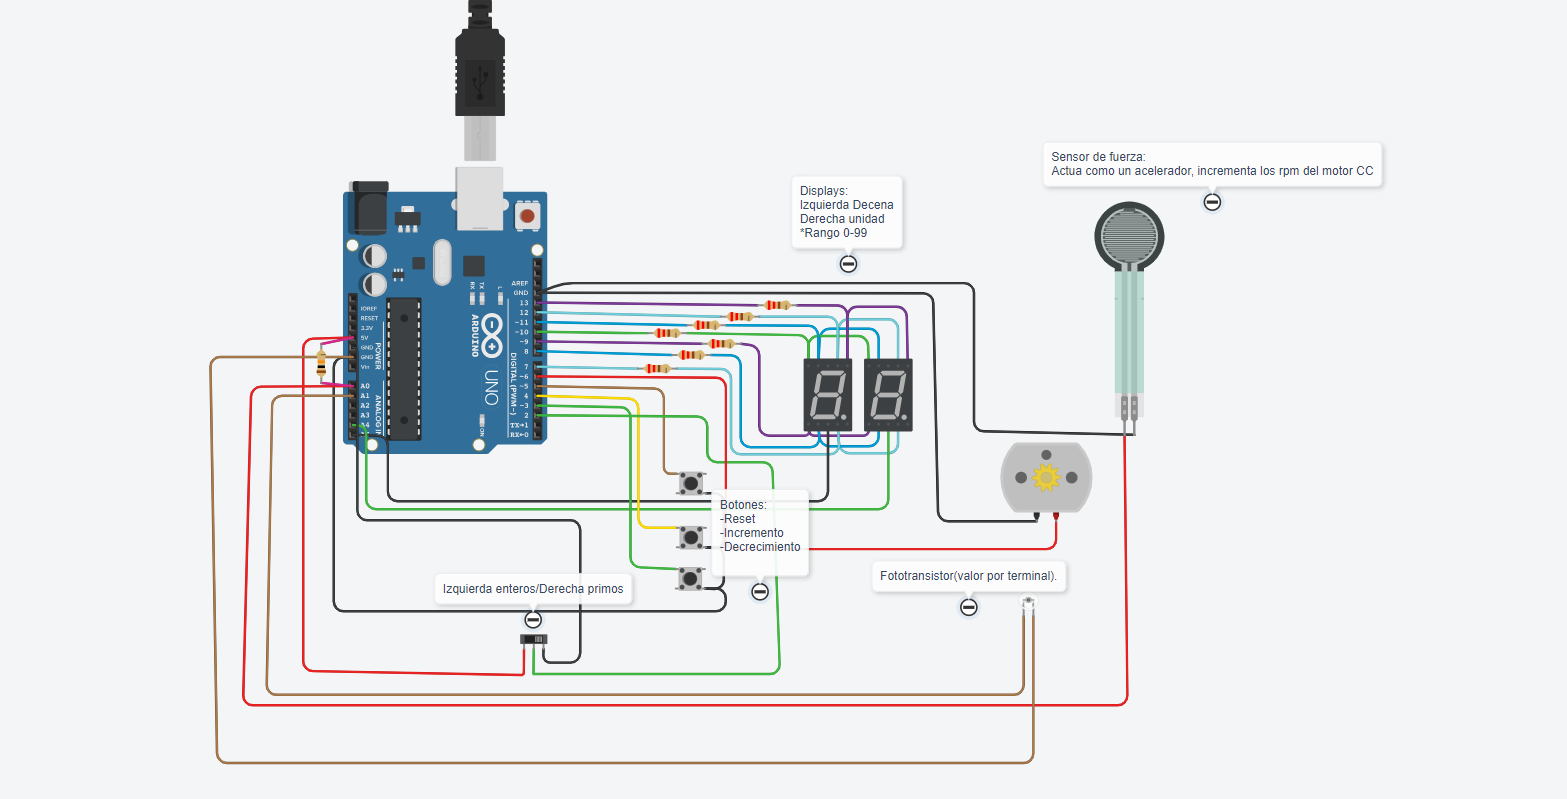 Sensor de fuerza:
Actua como un acelerador, incrementa los rpm del motor CC
Displays:
Izquierda Decena
Derecha unidad
*Rango 0-99
AREF
GND
13
12
~11
~10
~9
8
7
~6
~5
4
~3
2
TX→1
RX←0
DIGITAL (PWM~)
RX
TX
L
ARDUINO
UNO
ON
IOREF
RESET
3.3V
5V
GND
GND
Vin
POWER
A0
A1
A2
A3
A4
ANALOG IN
Botones:
-Reset
-Incremento
-Decrecimiento
Fototransistor(valor por terminal).
Izquierda enteros/Derecha primos